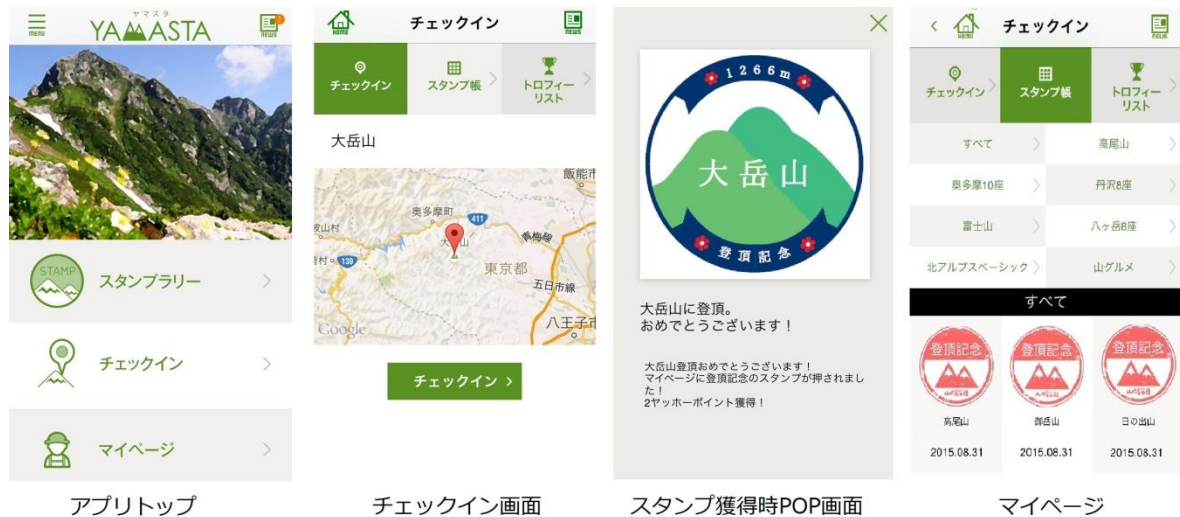 MENU
ヤマスタ
YAMASTA
NEWS
STAMP
スタンプラリー
チェックイン
マイページ
アプリトップ
HOME
チェックイン
NEWS
チェックイン
スタンプ帳
トロフィー
リスト
大岳山
飯能市
奥多摩町
411
青梅線
139
東京都
五日市線
八王子市
Google
チェックイン
チェックイン画面
1266m
大岳山
登頂記念
大岳山に登頂。
おめでとうございます！
大岳山登頂おめでとうございます！
マイページに登頂記念のスタンプが押されまし
た！
2ヤッホーポイント獲得！
スタンプ獲得時POP画面
HOME
チェックイン
チェックイン
スタンプ帳
トロフィー
リスト
すべて
高尾山
奥多摩10座
丹沢8座
富士山
八ヶ岳8座
北アルプスベーシック
山グルメ
すべて
登頂記念
登頂記念
登頂記念
高尾山
御岳山
日の出山
2015.08.31
2015.08.31
2015.08.31
マイページ